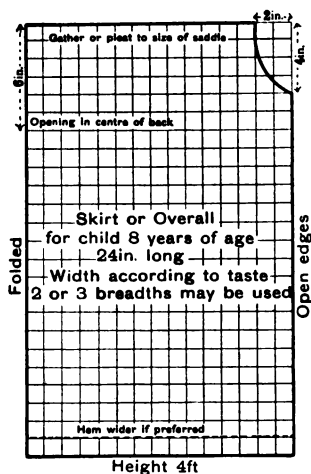 2in.
Gather or pleat to size of saddle
4in.
6in.
Opening in centre of back
Skirt or Overall
for child 8 years of age
24in. long
Width according to taste
2 or 3 breadths may be used
Folded
Open edges
Hem wider if preferred
Height 4ft